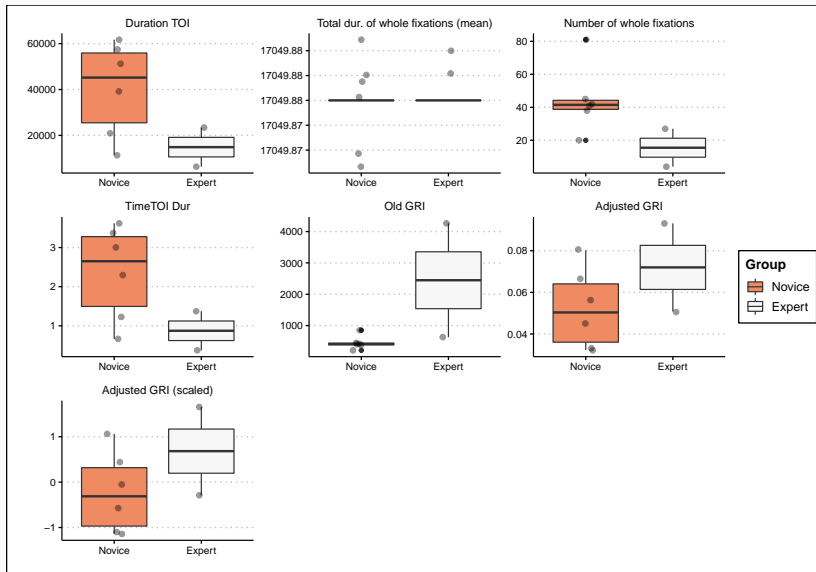 Duration TOI
60000
40000
20000
Novice
Expert
Total dur. of whole fixations (mean)
17049.88
17049.88
17049.88
17049.87
17049.87
Novice
Expert
Number of whole fixations
80
60
40
20
Novice
Expert
TimeTOI Dur
3
2
1
Novice
Expert
Old GRI
4000
3000
2000
1000
Novice
Expert
Adjusted GRI
0.08
0.06
0.04
Novice
Expert
Group
Novice
Expert
Adjusted GRI (scaled)
1
0
−1
Novice
Expert